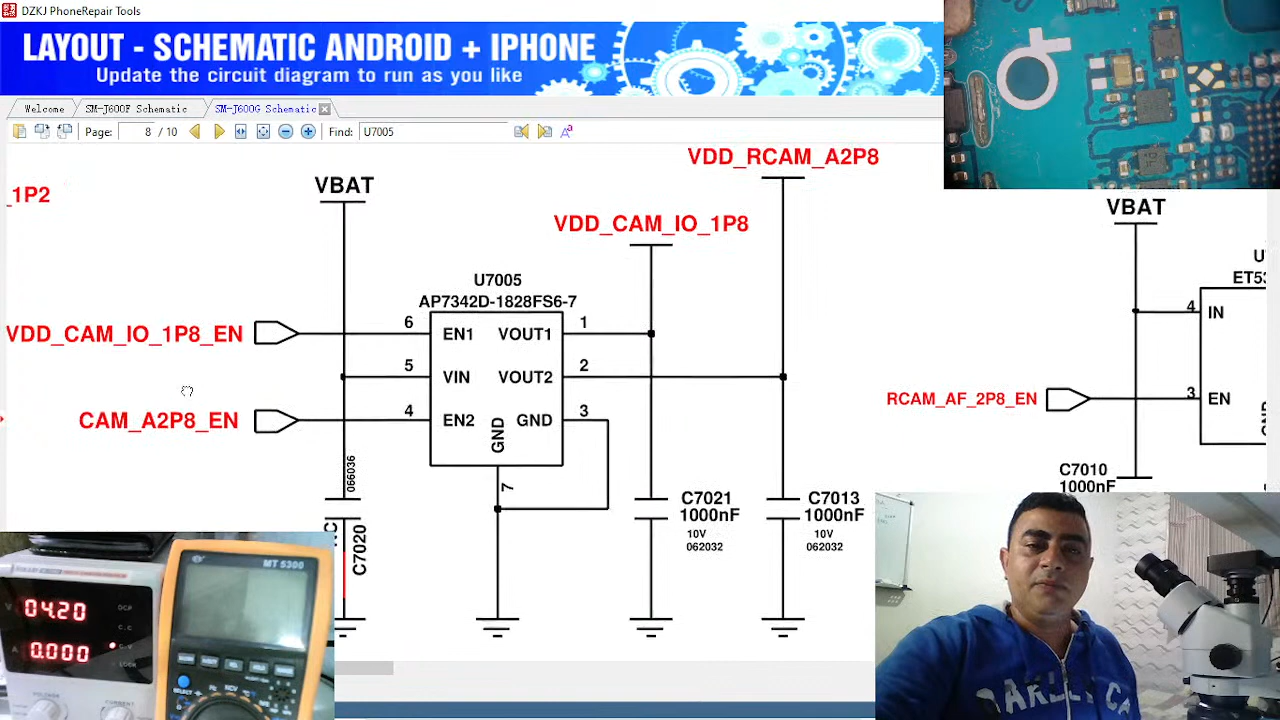 DZKJ PhoneRepair Tools
LAYOUT - SCHEMATIC ANDROID + IPHONE
Update the circuit diagram to run as you like
Welcome
SM-J600F Schematic
SM-J600G Schematic
Page: 8 / 10
Find: U7005
_1P2
VBAT
VDD_RCAM_A2P8
VDD_CAM_IO_1P8
VBAT
U7005
AP7342D-1828FS6-7
ET53
VDD_CAM_IO_1P8_EN
6 EN1 VOUT1 1
5 VIN VOUT2 2
CAM_A2P8_EN
4 EN2 GND 3
GND
7
4 IN
RCAM_AF_2P8_EN
3 EN
066036
C7020
C7021
1000nF
10V
062032
C7013
1000nF
10V
062032
C7010
1000nF
V 04.20
A 0.000
MT 5300